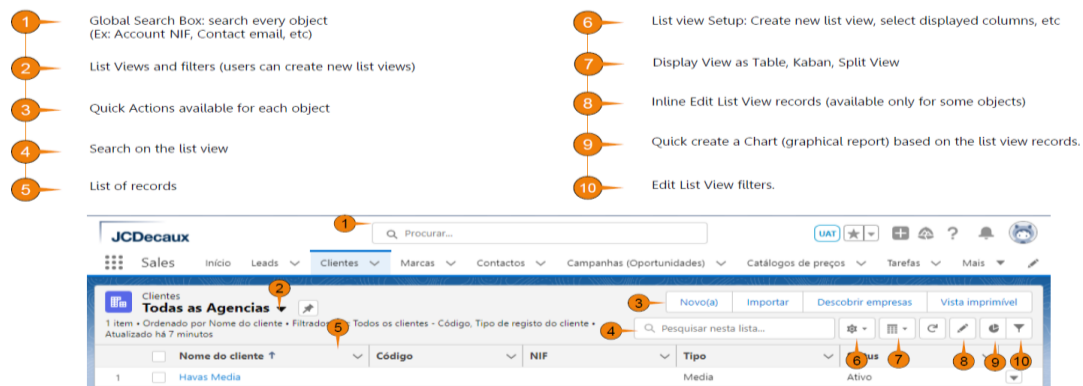 1 Global Search Box: search every object
(Ex: Account NIF, Contact email, etc)
2 List Views and filters (users can create new list views)
3 Quick Actions available for each object
4 Search on the list view
5 List of records
6 List view Setup: Create new list view, select displayed columns, etc
7 Display View as Table, Kaban, Split View
8 Inline Edit List View records (available only for some objects)
9 Quick create a Chart (graphical report) based on the list view records.
10 Edit List View filters.
JCDecaux 1 Procurar... UAT
Sales Início Leads Clientes Marcas Contactos Campanhas (Oportunidades) Catálogos de preços Tarefas Mais
Clientes 2
Todas as Agencias 3 Novo(a) Importar Descobrir empresas Vista imprimível
1 item • Ordenado por Nome do cliente • Filtrado Todos os clientes - Código, Tipo de registo do cliente •
Atualizado há 7 minutos
5 4 Pesquisar nesta lista...
Nome do cliente Código NIF Tipo 6 7 8 9 10
1 Havas Media Media Ativo